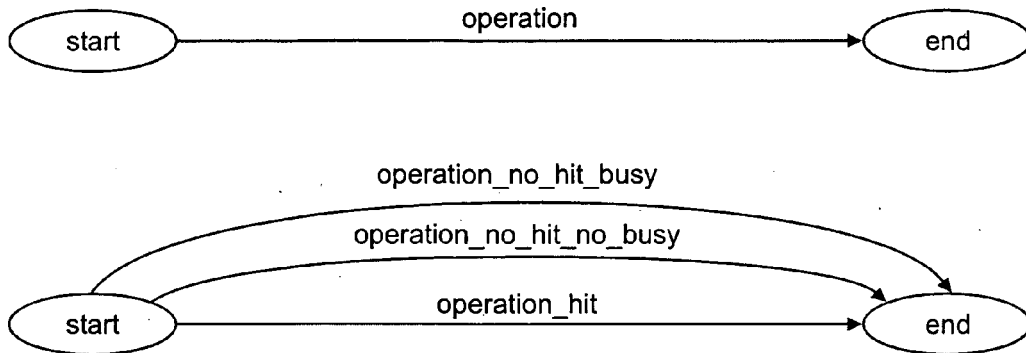 operation
start
end
operation_no_hit_busy
operation_no_hit_no_busy
operation_hit
start
end